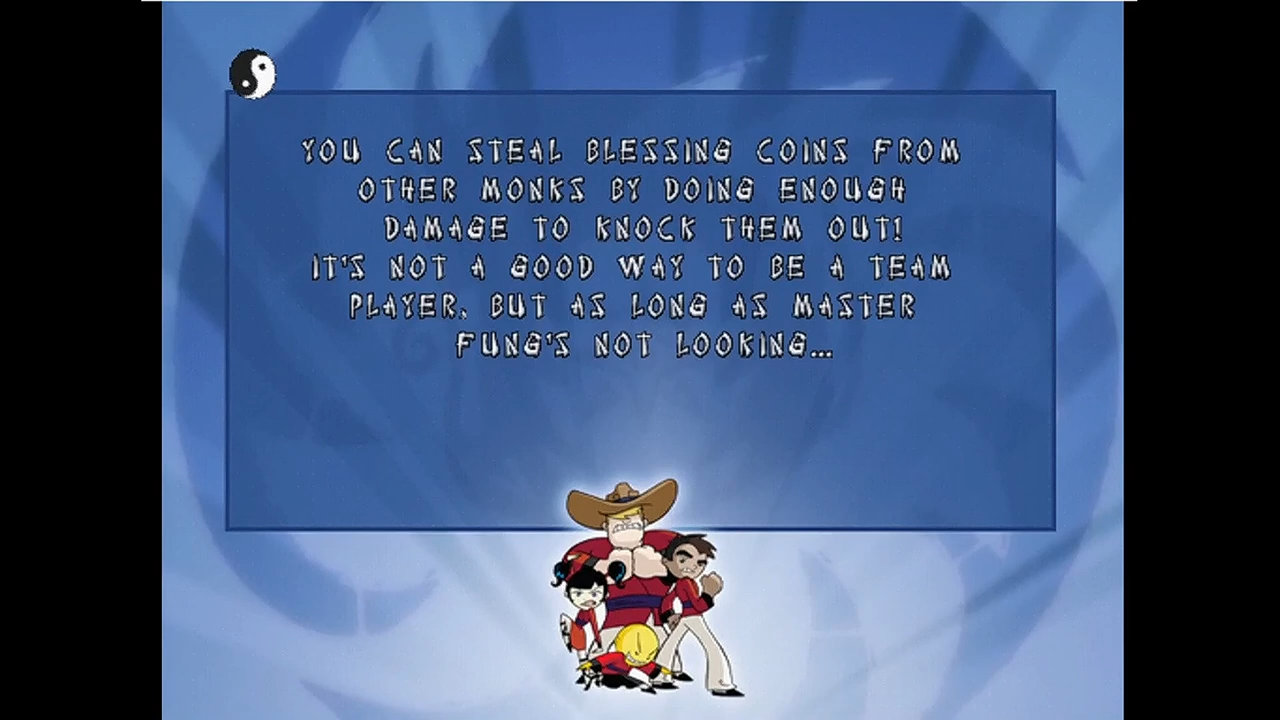 YOU CAN STEAL BLESSING COINS FROM
OTHER MONKS BY DOING ENOUGH
DAMAGE TO KNOCK THEM OUT!
IT'S NOT A GOOD WAY TO BE A TEAM
PLAYER, BUT AS LONG AS MASTER
FUNG'S NOT LOOKING...